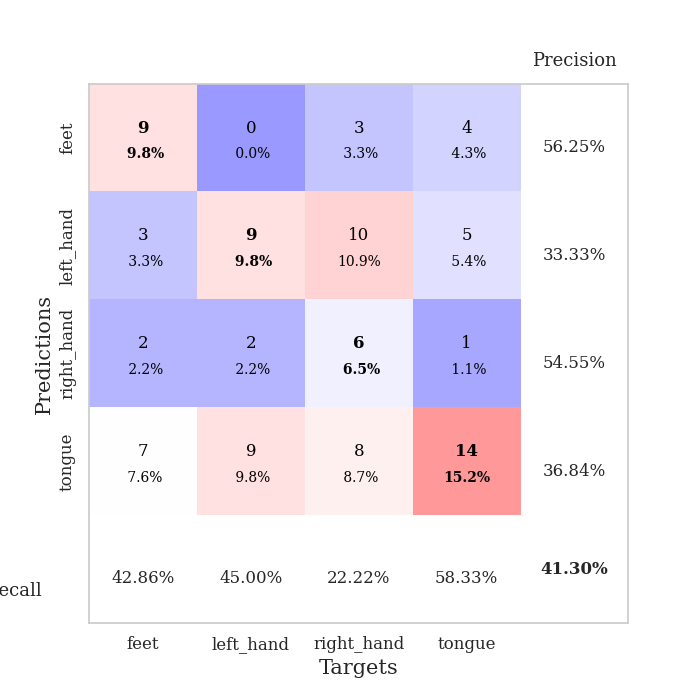 Precision
feet
9 0 3 4
9.8% 0.0% 3.3% 4.3%
56.25%
left_hand
3 9 10 5
3.3% 9.8% 10.9% 5.4%
33.33%
Predictions
right_hand
2 2 6 1
2.2% 2.2% 6.5% 1.1%
54.55%
tongue
7 9 8 14
7.6% 9.8% 8.7% 15.2%
36.84%
ecall
42.86% 45.00% 22.22% 58.33% 41.30%
feet left_hand right_hand tongue
Targets